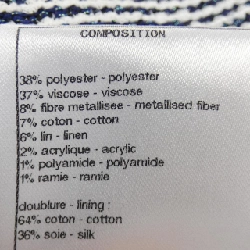 COMPOSITION
38% polyester - polyester
37% viscose - viscose
8% fibre metallisee - metallised fiber
7% coton - cotton
6% lin - linen
2% acrylique - acrylic
1% polyamide - polyamide
1% ramie - ramie
doublure - lining :
64% coton - cotton
36% soie - silk